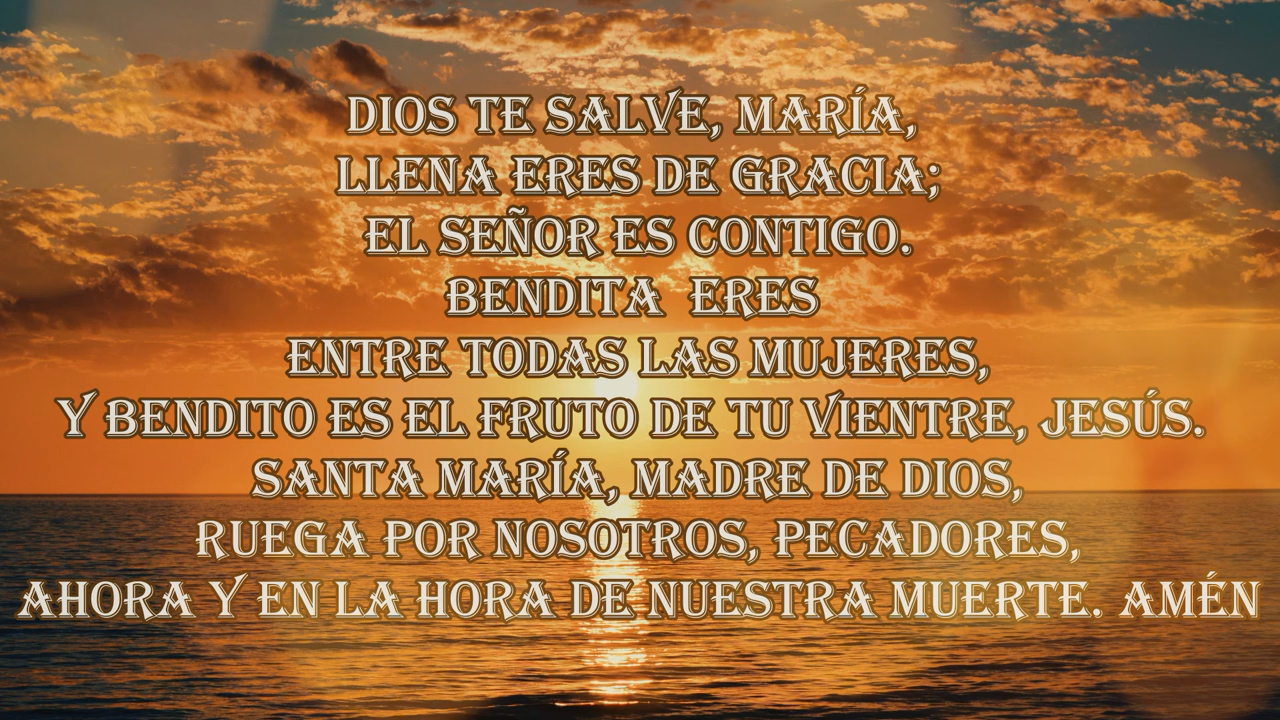 DIOS TE SALVE, MARÍA,
LLENA ERES DE GRACIA;
EL SEÑOR ES CONTIGO.
BENDITA  ERES
ENTRE TODAS LAS MUJERES,
Y BENDITO ES EL FRUTO DE TU VIENTRE, JESÚS.
SANTA MARÍA, MADRE DE DIOS,
RUEGA POR NOSOTROS, PECADORES,
AHORA Y EN LA HORA DE NUESTRA MUERTE. AMÉN